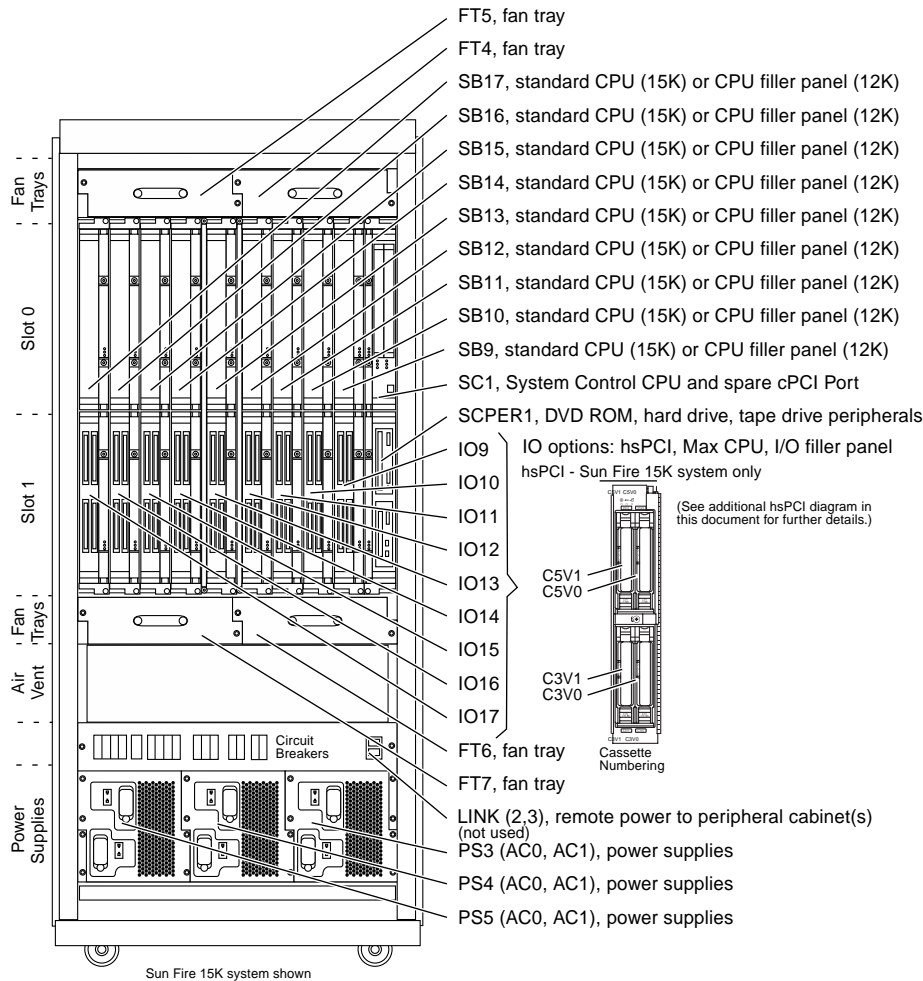 FT5, fan tray
FT4, fan tray
SB17, standard CPU (15K) or CPU filler panel (12K)
SB16, standard CPU (15K) or CPU filler panel (12K)
SB15, standard CPU (15K) or CPU filler panel (12K)
SB14, standard CPU (15K) or CPU filler panel (12K)
SB13, standard CPU (15K) or CPU filler panel (12K)
SB12, standard CPU (15K) or CPU filler panel (12K)
SB11, standard CPU (15K) or CPU filler panel (12K)
SB10, standard CPU (15K) or CPU filler panel (12K)
SB9, standard CPU (15K) or CPU filler panel (12K)
SC1, System Control CPU and spare cPCI Port
SCPER1, DVD ROM, hard drive, tape drive peripherals
IO9
IO10
IO11
IO12
IO13
IO14
IO15
IO16
IO17
IO options: hsPCI, Max CPU, I/O filler panel
hsPCI - Sun Fire 15K system only
(See additional hsPCI diagram in
this document for further details.)
C5V1 C5V0
C5V1
C5V0
C3V1
C3V0
C3V1 C3V0
Cassette
Numbering
FT6, fan tray
FT7, fan tray
LINK (2,3), remote power to peripheral cabinet(s)
(not used)
PS3 (AC0, AC1), power supplies
PS4 (AC0, AC1), power supplies
PS5 (AC0, AC1), power supplies
Fan
Trays
Slot 0
Slot 1
Fan
Trays
Air
Vent
Power
Supplies
Circuit
Breakers
Sun Fire 15K system shown